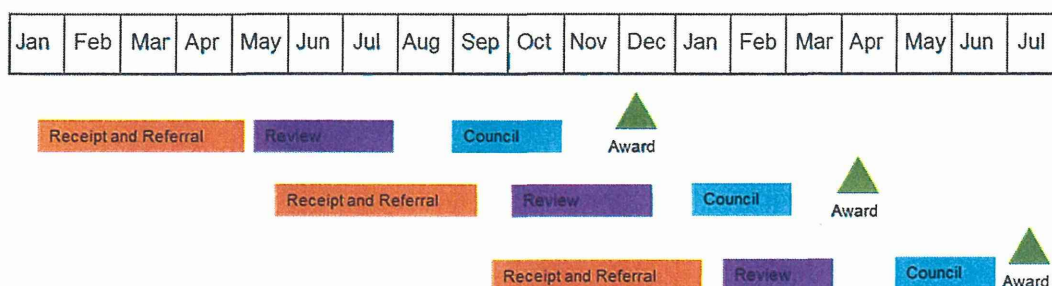 Jan Feb Mar Apr May Jun Jul Aug Sep Oct Nov Dec Jan Feb Mar Apr May Jun Jul
Receipt and Referral Review Council Award
Receipt and Referral Review Council Award
Receipt and Referral Review Council Award